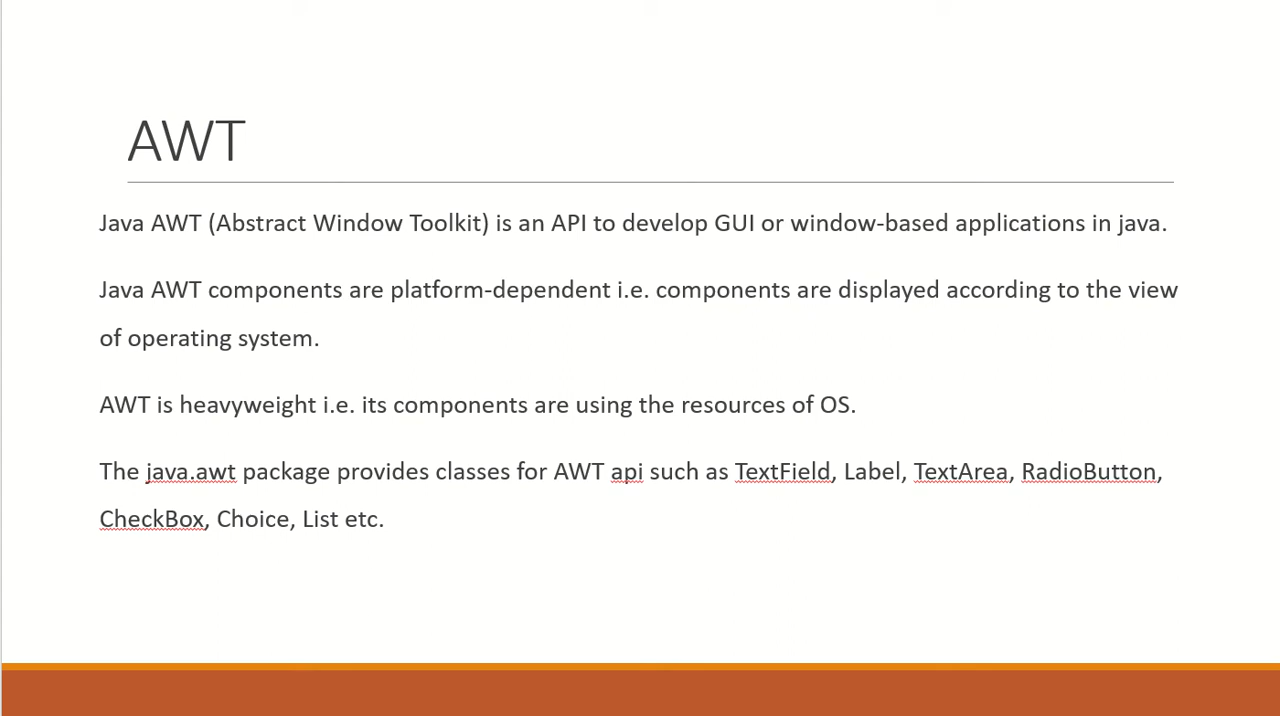 AWT
Java AWT (Abstract Window Toolkit) is an API to develop GUI or window-based applications in java.
Java AWT components are platform-dependent i.e. components are displayed according to the view
of operating system.
AWT is heavyweight i.e. its components are using the resources of OS.
The java.awt package provides classes for AWT api such as TextField, Label, TextArea, RadioButton,
CheckBox, Choice, List etc.